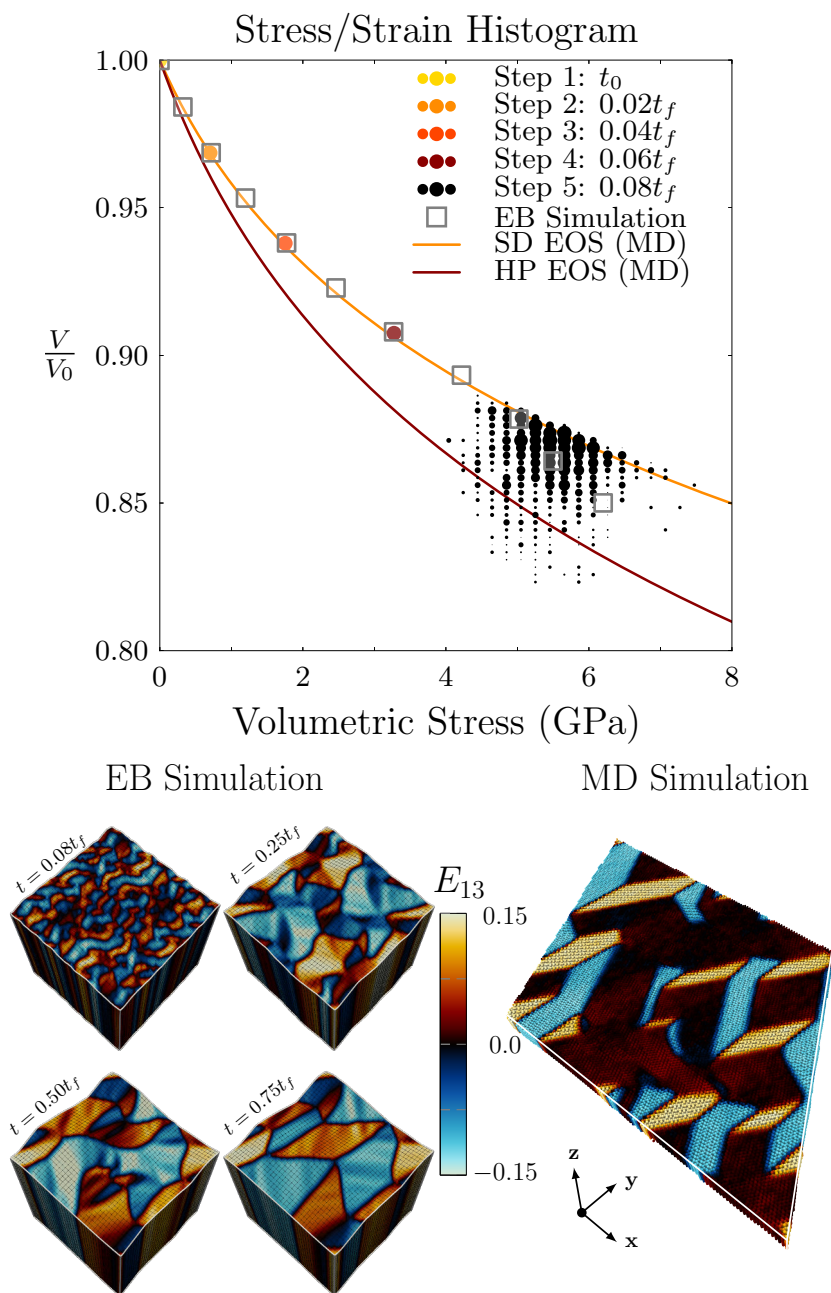 Stress/Strain Histogram
1.00
0.95
V
V0
0.90
0.85
0.80
Step 1: t0
Step 2: 0.02tf
Step 3: 0.04tf
Step 4: 0.06tf
Step 5: 0.08tf
EB Simulation
SD EOS (MD)
HP EOS (MD)
0 2 4 6 8
Volumetric Stress (GPa)
EB Simulation
MD Simulation
t = 0.08tf
t = 0.25tf
E13
0.15
0.0
−0.15
t = 0.50tf
t = 0.75tf
z
y
x